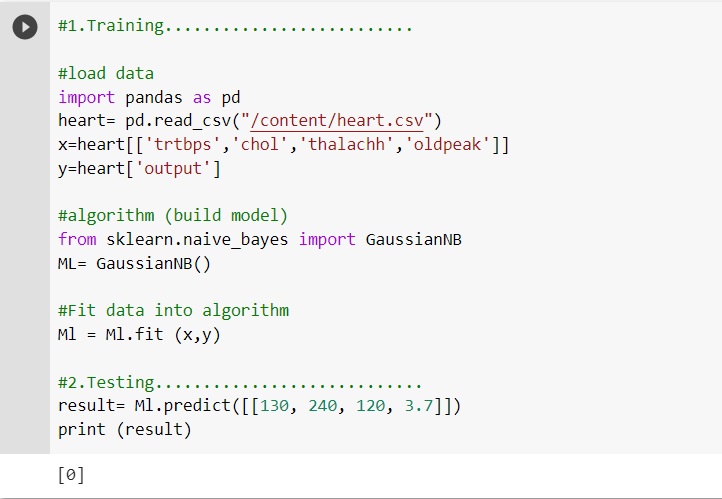 #1.Training..........................
#load data
import pandas as pd
heart= pd.read_csv("/content/heart.csv")
x=heart[['trtbps','chol','thalachh','oldpeak']]
y=heart['output']
#algorithm (build model)
from sklearn.naive_bayes import GaussianNB
ML= GaussianNB()
#Fit data into algorithm
Ml = Ml.fit (x,y)
#2.Testing............................
result= Ml.predict([[130, 240, 120, 3.7]])
print (result)
[0]